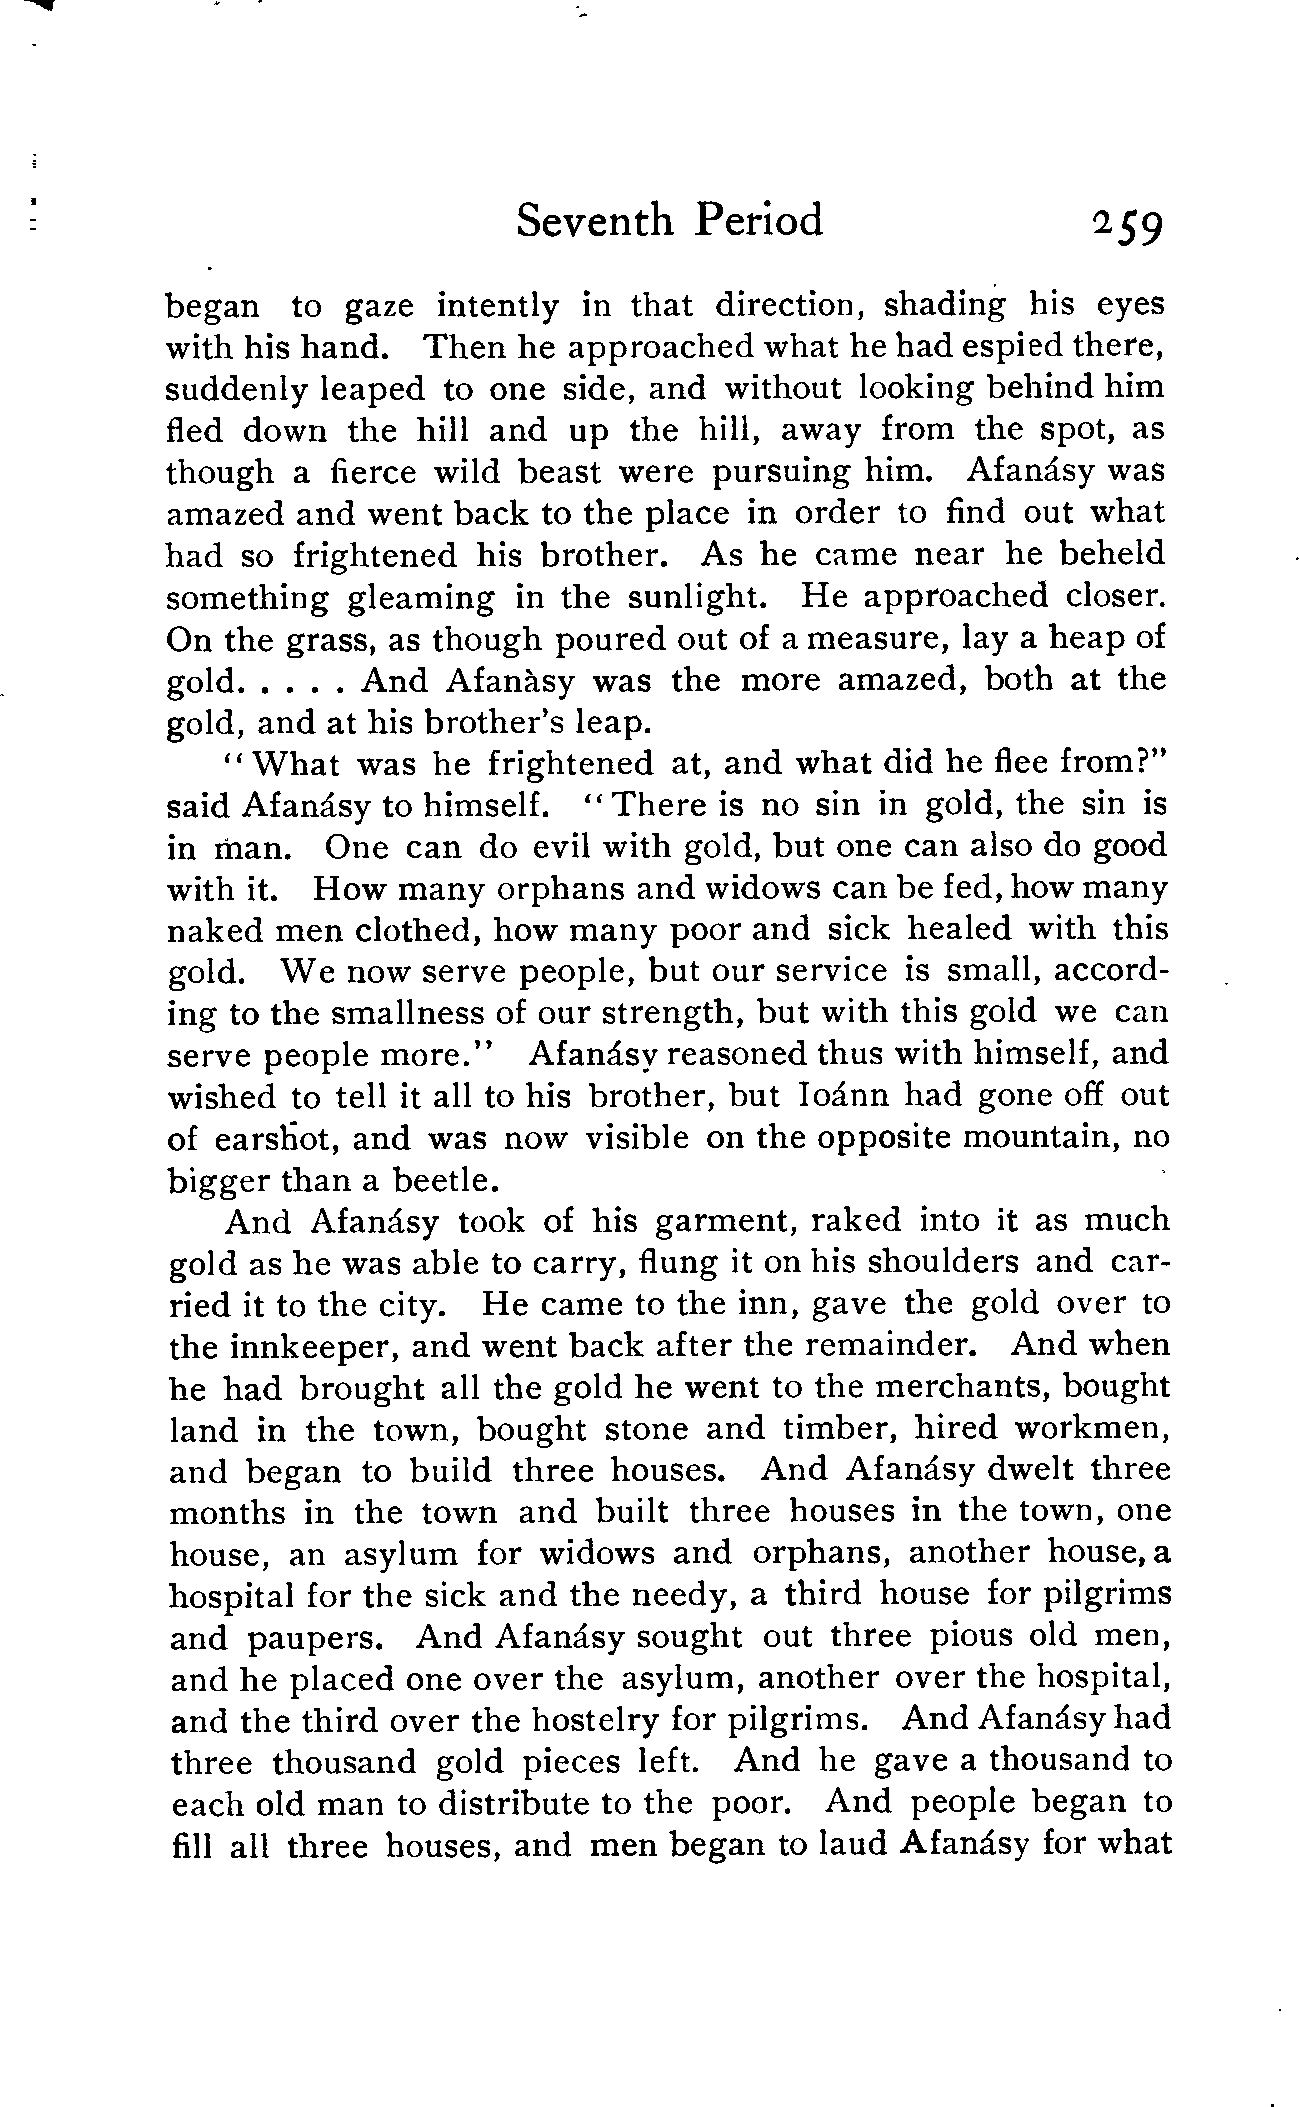 Seventh Period 259
began to gaze intently in that direction, shading his eyes
with his hand. Then he approached what he had espied there,
suddenly leaped to one side, and without looking behind him
fled down the hill and up the hill, away from the spot, as
though a fierce wild beast were pursuing him. Afanásy was
amazed and went back to the place in order to find out what
had so frightened his brother. As he came near he beheld
something gleaming in the sunlight. He approached closer.
On the grass, as though poured out of a measure, lay a heap of
gold. . . . . And Afanàsy was the more amazed, both at the
gold, and at his brother's leap.
"What was he frightened at, and what did he flee from?"
said Afanásy to himself. "There is no sin in gold, the sin is
in man. One can do evil with gold, but one can also do good
with it. How many orphans and widows can be fed, how many
naked men clothed, how many poor and sick healed with this
gold. We now serve people, but our service is small, accord-
ing to the smallness of our strength, but with this gold we can
serve people more." Afanásy reasoned thus with himself, and
wished to tell it all to his brother, but Ioánn had gone off out
of earshot, and was now visible on the opposite mountain, no
bigger than a beetle.
And Afanásy took of his garment, raked into it as much
gold as he was able to carry, flung it on his shoulders and car-
ried it to the city. He came to the inn, gave the gold over to
the innkeeper, and went back after the remainder. And when
he had brought all the gold he went to the merchants, bought
land in the town, bought stone and timber, hired workmen,
and began to build three houses. And Afanásy dwelt three
months in the town and built three houses in the town, one
house, an asylum for widows and orphans, another house, a
hospital for the sick and the needy, a third house for pilgrims
and paupers. And Afanásy sought out three pious old men,
and he placed one over the asylum, another over the hospital,
and the third over the hostelry for pilgrims. And Afanásy had
three thousand gold pieces left. And he gave a thousand to
each old man to distribute to the poor. And people began to
fill all three houses, and men began to laud Afanásy for what